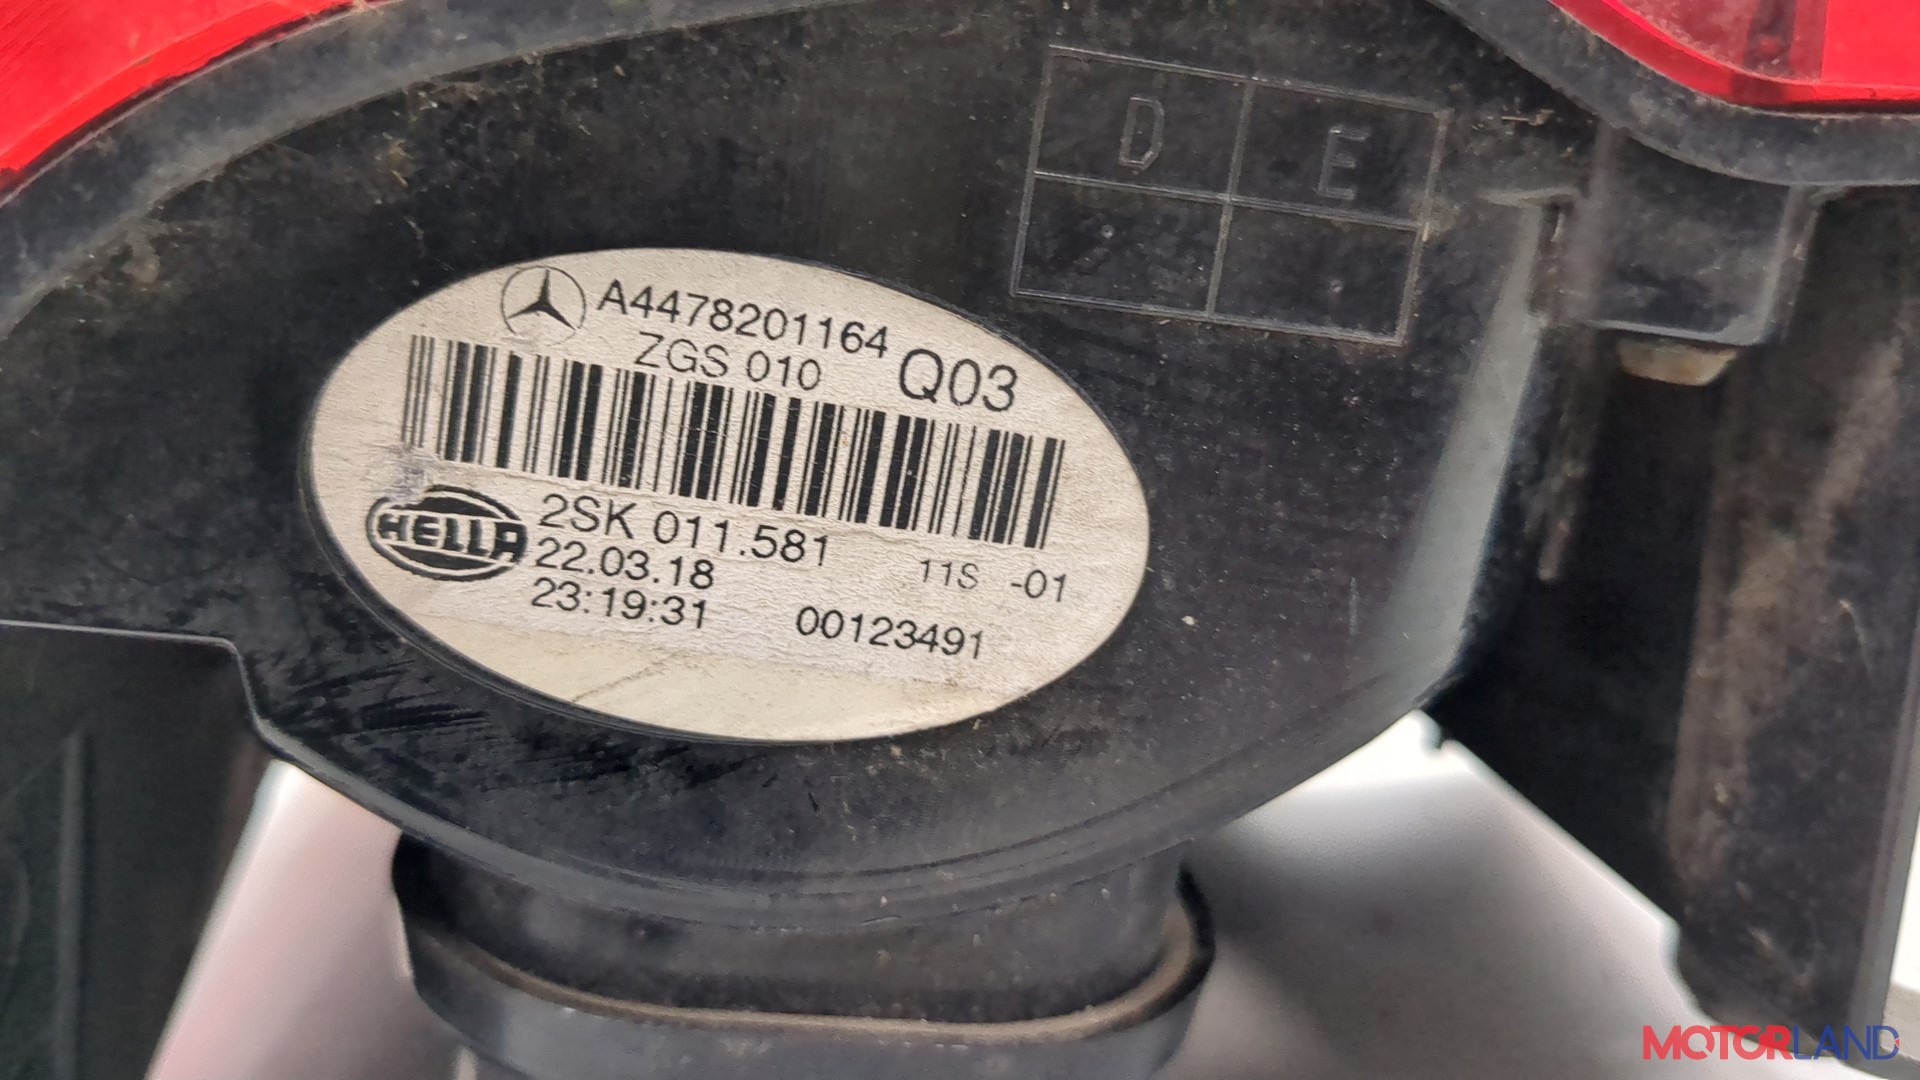 D E
A4478201164
ZGS 010 Q03
HELLA
2SK 011.581 11S -01
22.03.18
23:19:31 00123491
MOTORLAND